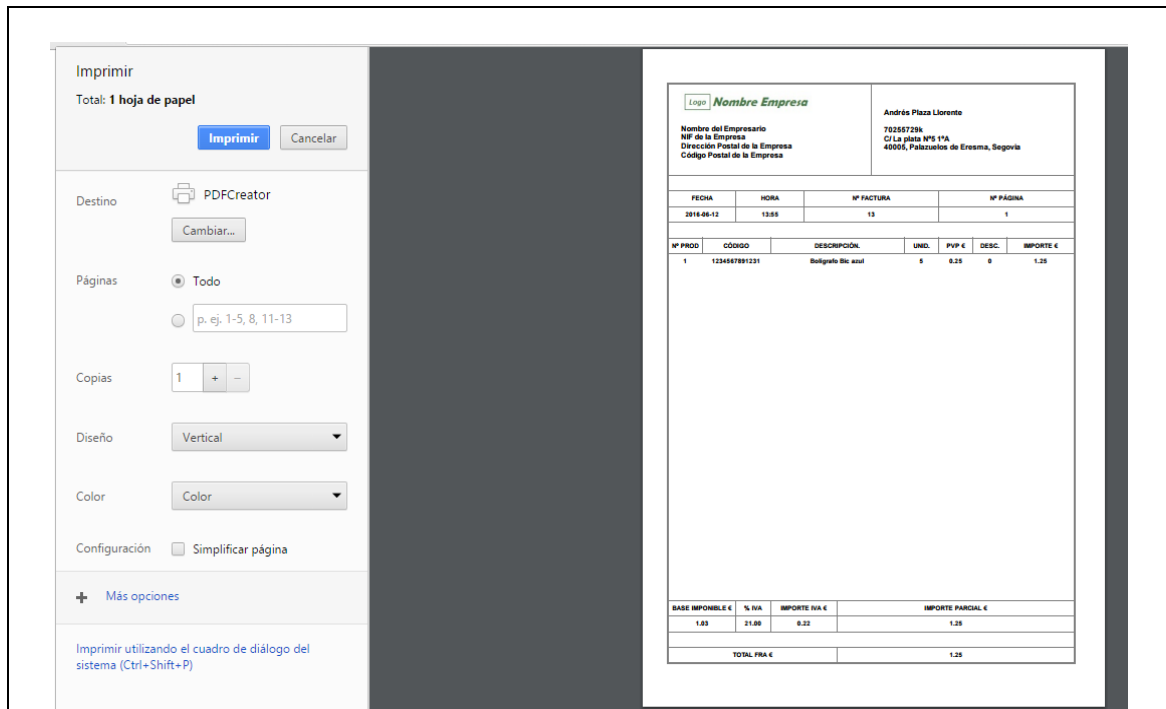 Imprimir
Total: 1 hoja de papel
Imprimir Cancelar
Destino PDFCreator
Cambiar...
Páginas Todo
p. ej. 1-5, 8, 11-13
Copias 1 + –
Diseño Vertical
Color Color
Configuración Simplificar página
+ Más opciones
Imprimir utilizando el cuadro de diálogo del
sistema (Ctrl+Shift+P)
Logo Nombre Empresa
Nombre del Empresario
NIF de la Empresa
Dirección Postal de la Empresa
Código Postal de la Empresa
Andrés Plaza Llorente
70255729k
C/ La plata Nº5 1ºA
40005, Palazuelos de Eresma, Segovia
FECHA HORA Nº FACTURA Nº PÁGINA
2016-06-12 13:55 13 1
Nº PROD CÓDIGO DESCRIPCIÓN. UNID. PVP € DESC. IMPORTE €
1 1234567891231 Boligrafo Bic azul 5 0.25 0 1.25
BASE IMPONIBLE € % IVA IMPORTE IVA € IMPORTE PARCIAL €
1.03 21.00 0.22 1.25
TOTAL FRA € 1.25